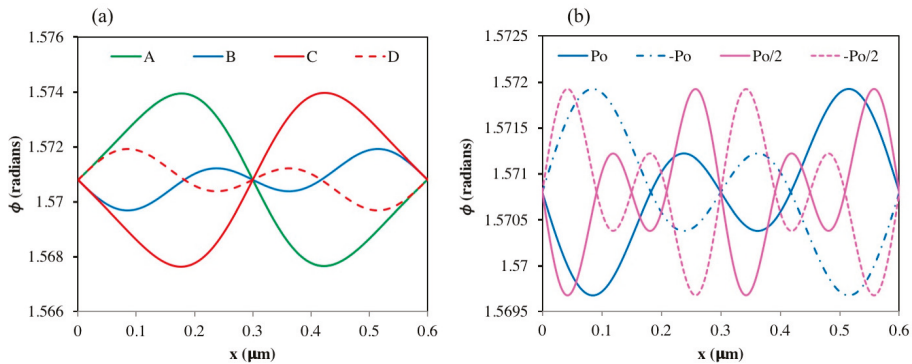 (a)
1.576
1.574
1.572
1.57
1.568
1.566
ϕ (radians)
A B C D
0 0.1 0.2 0.3 0.4 0.5 0.6
x (μm)
(b)
1.5725
1.572
1.5715
1.571
1.5705
1.57
1.5695
ϕ (radians)
Po -Po Po/2 -Po/2
0 0.1 0.2 0.3 0.4 0.5 0.6
x (μm)